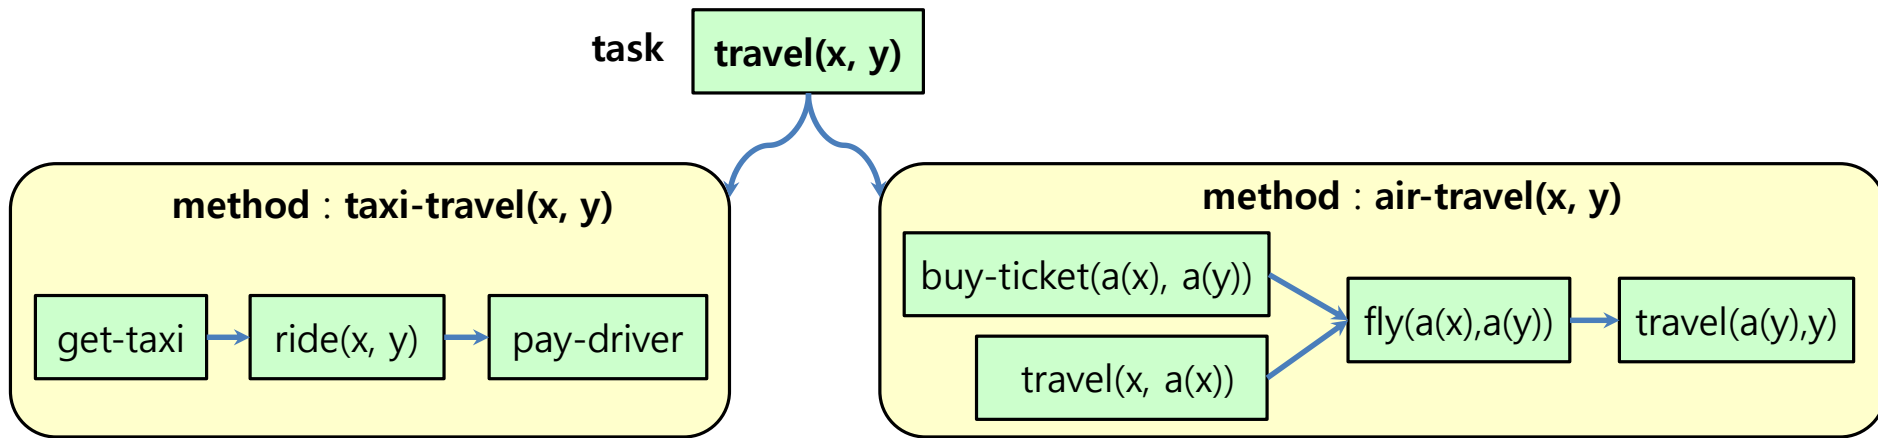 task
travel(x, y)
method : taxi-travel(x, y)
get-taxi
ride(x, y)
pay-driver
method : air-travel(x, y)
buy-ticket(a(x), a(y))
travel(x, a(x))
fly(a(x),a(y))
travel(a(y),y)